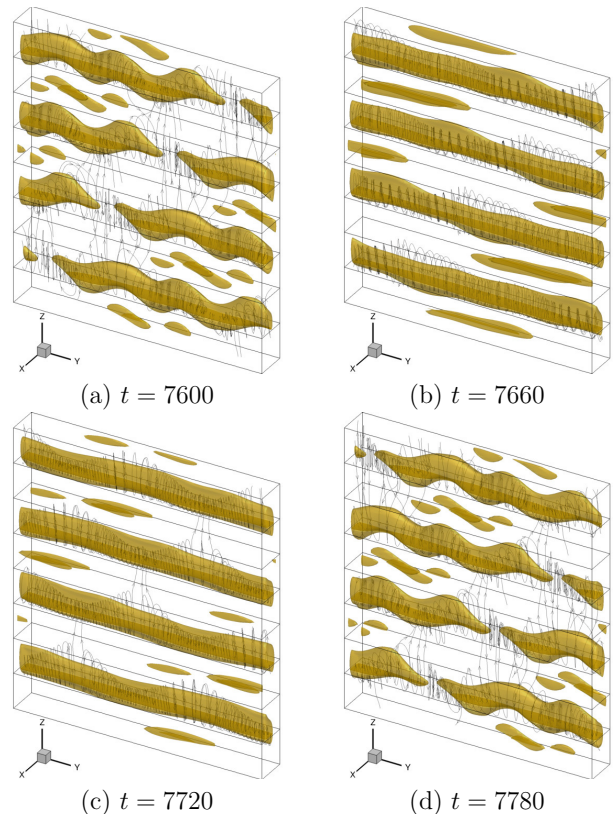 Z
X
Y
(a) t = 7600
Z
X
Y
(b) t = 7660
Z
X
Y
(c) t = 7720
Z
X
Y
(d) t = 7780